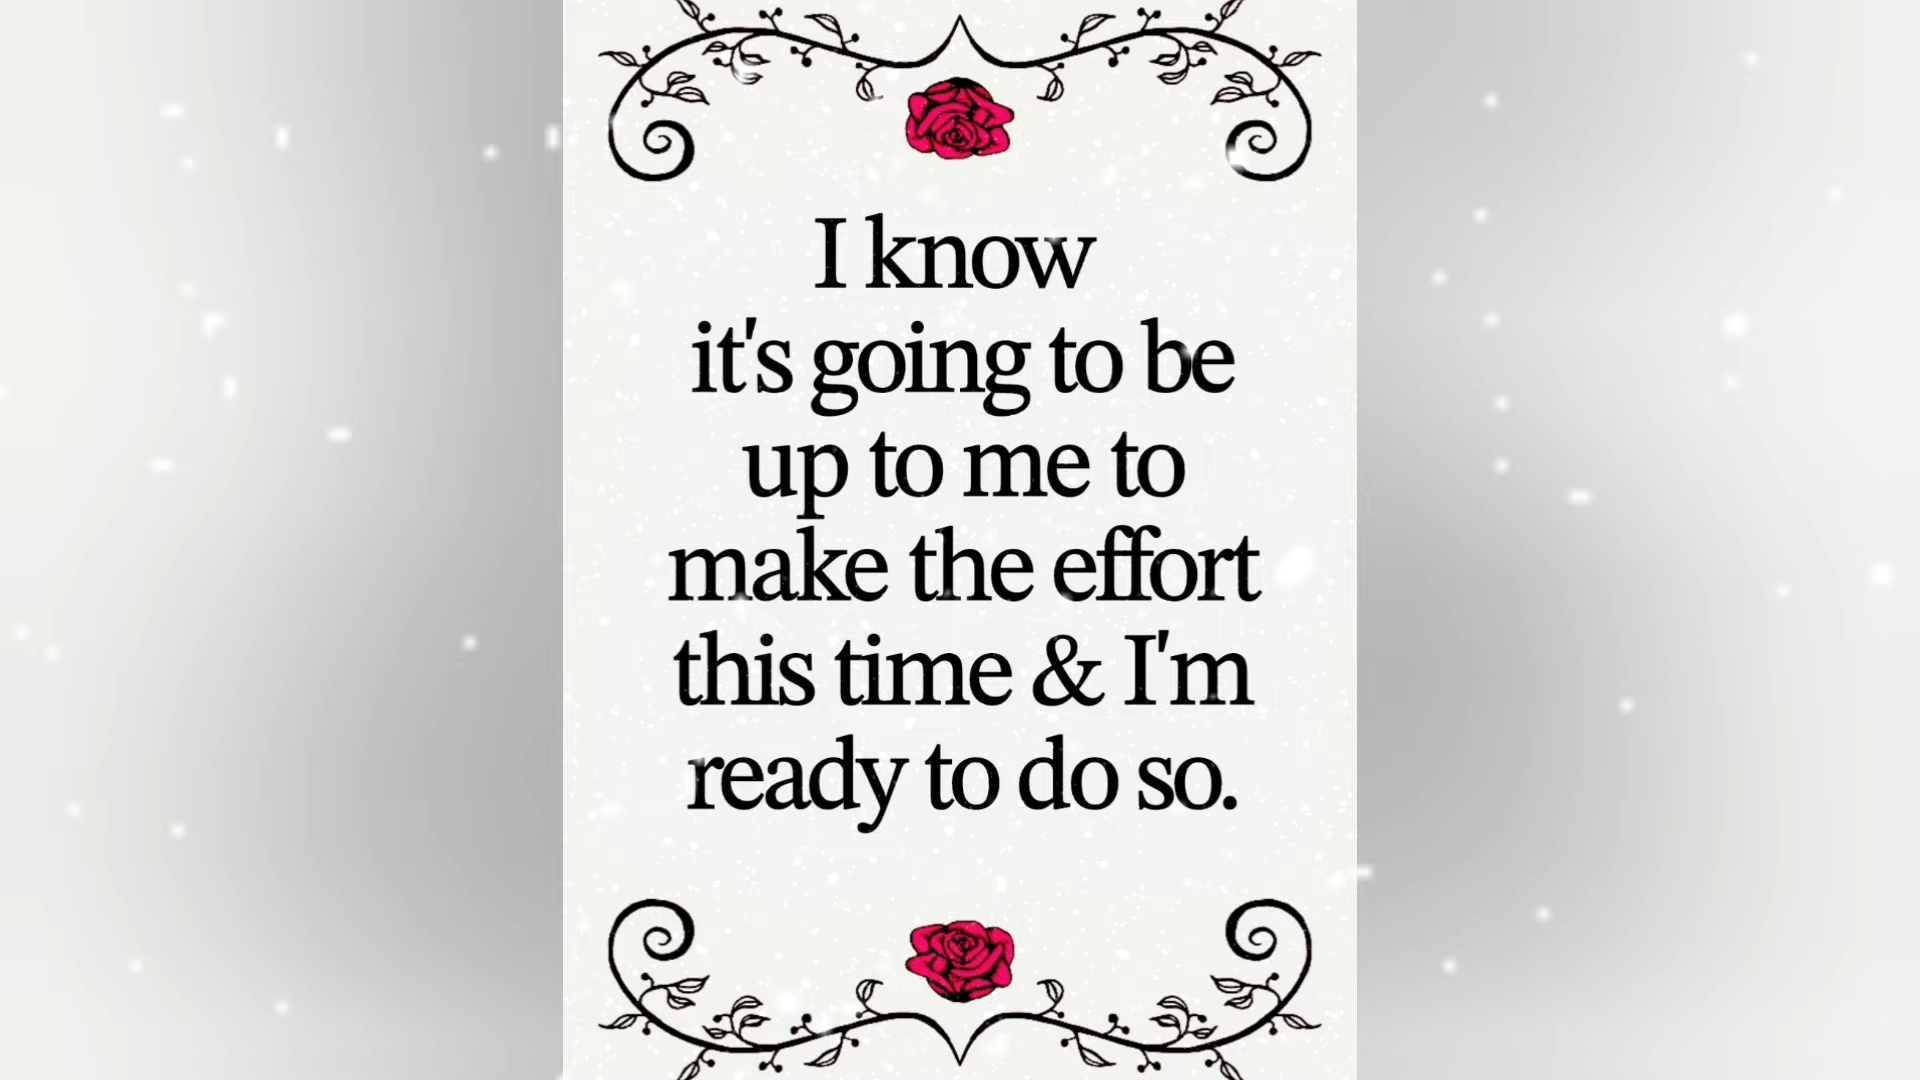 I know
it's going to be
up to me to
make the effort
this time & I'm
ready to do so.